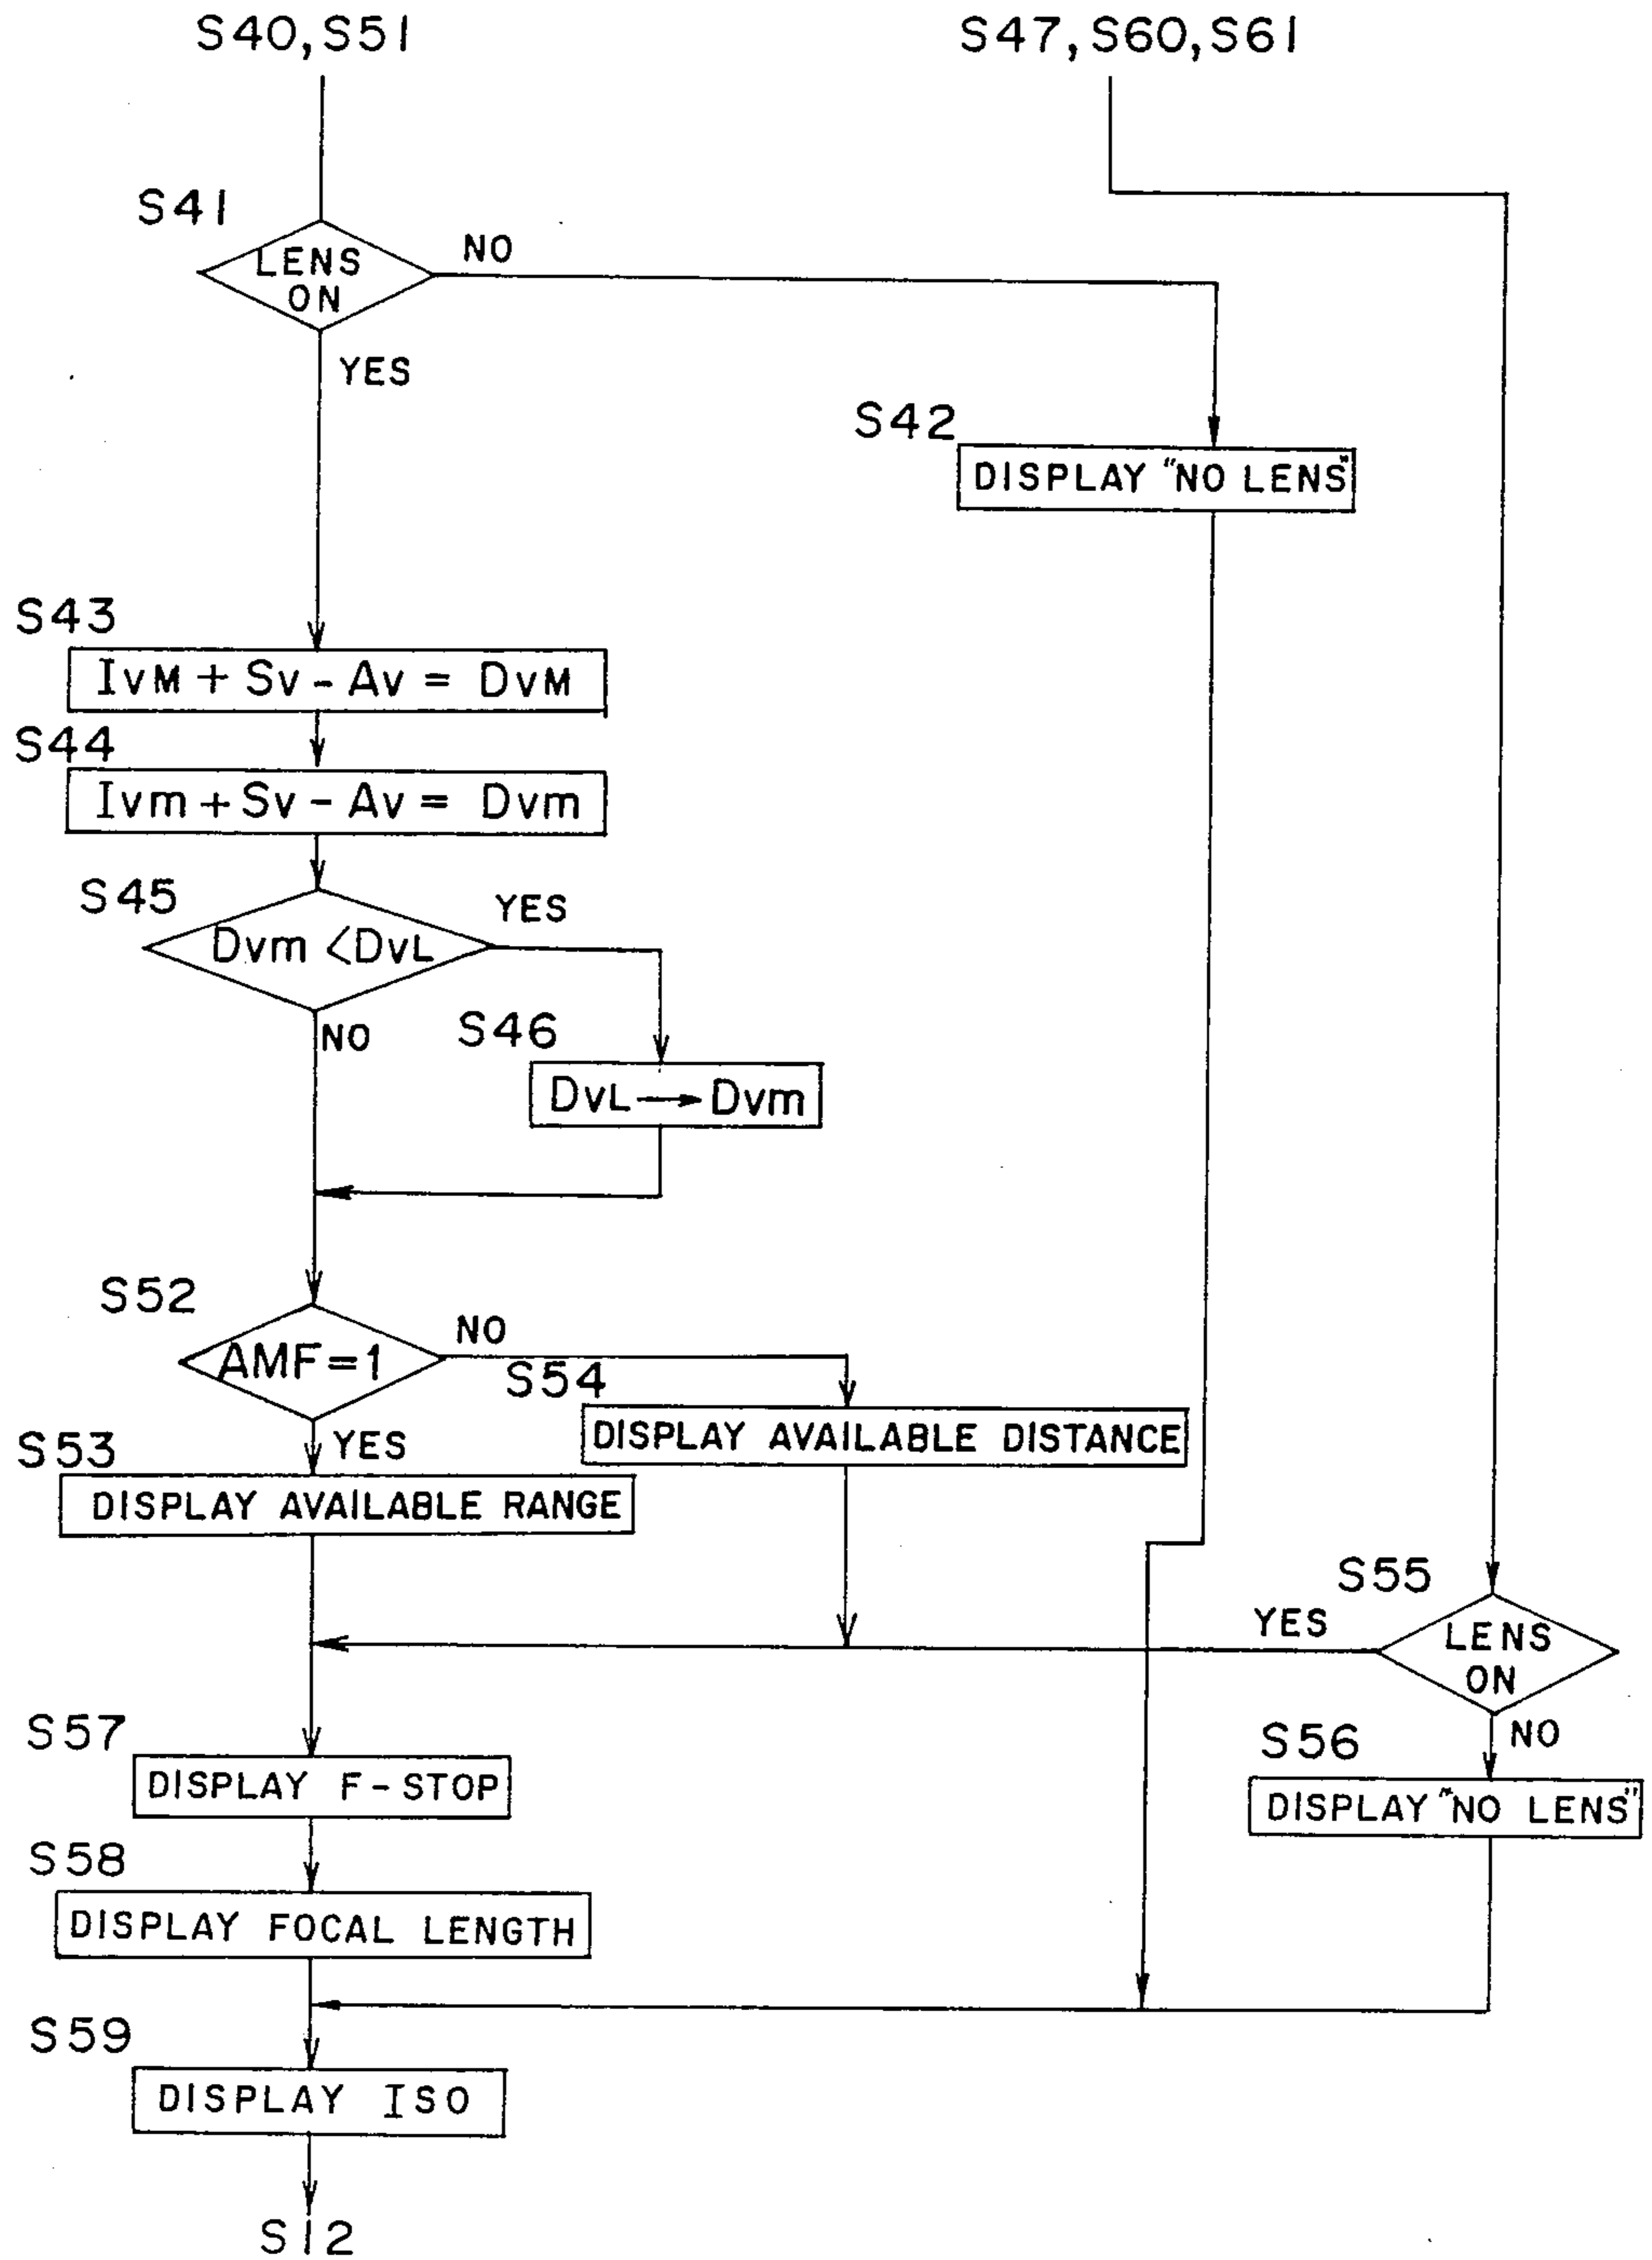 S40,S51
S47,S60,S61
S41
LENS
ON
NO
YES
S42
DISPLAY "NO LENS"
S43
IvM + Sv - Av = DvM
S44
Ivm + Sv - Av = Dvm
S45
Dvm < DvL
YES
NO
S46
DvL → Dvm
S52
AMF=1
NO
S54
DISPLAY AVAILABLE DISTANCE
YES
S53
DISPLAY AVAILABLE RANGE
S55
LENS
ON
YES
NO
S56
DISPLAY "NO LENS"
S57
DISPLAY F-STOP
S58
DISPLAY FOCAL LENGTH
S59
DISPLAY ISO
S12